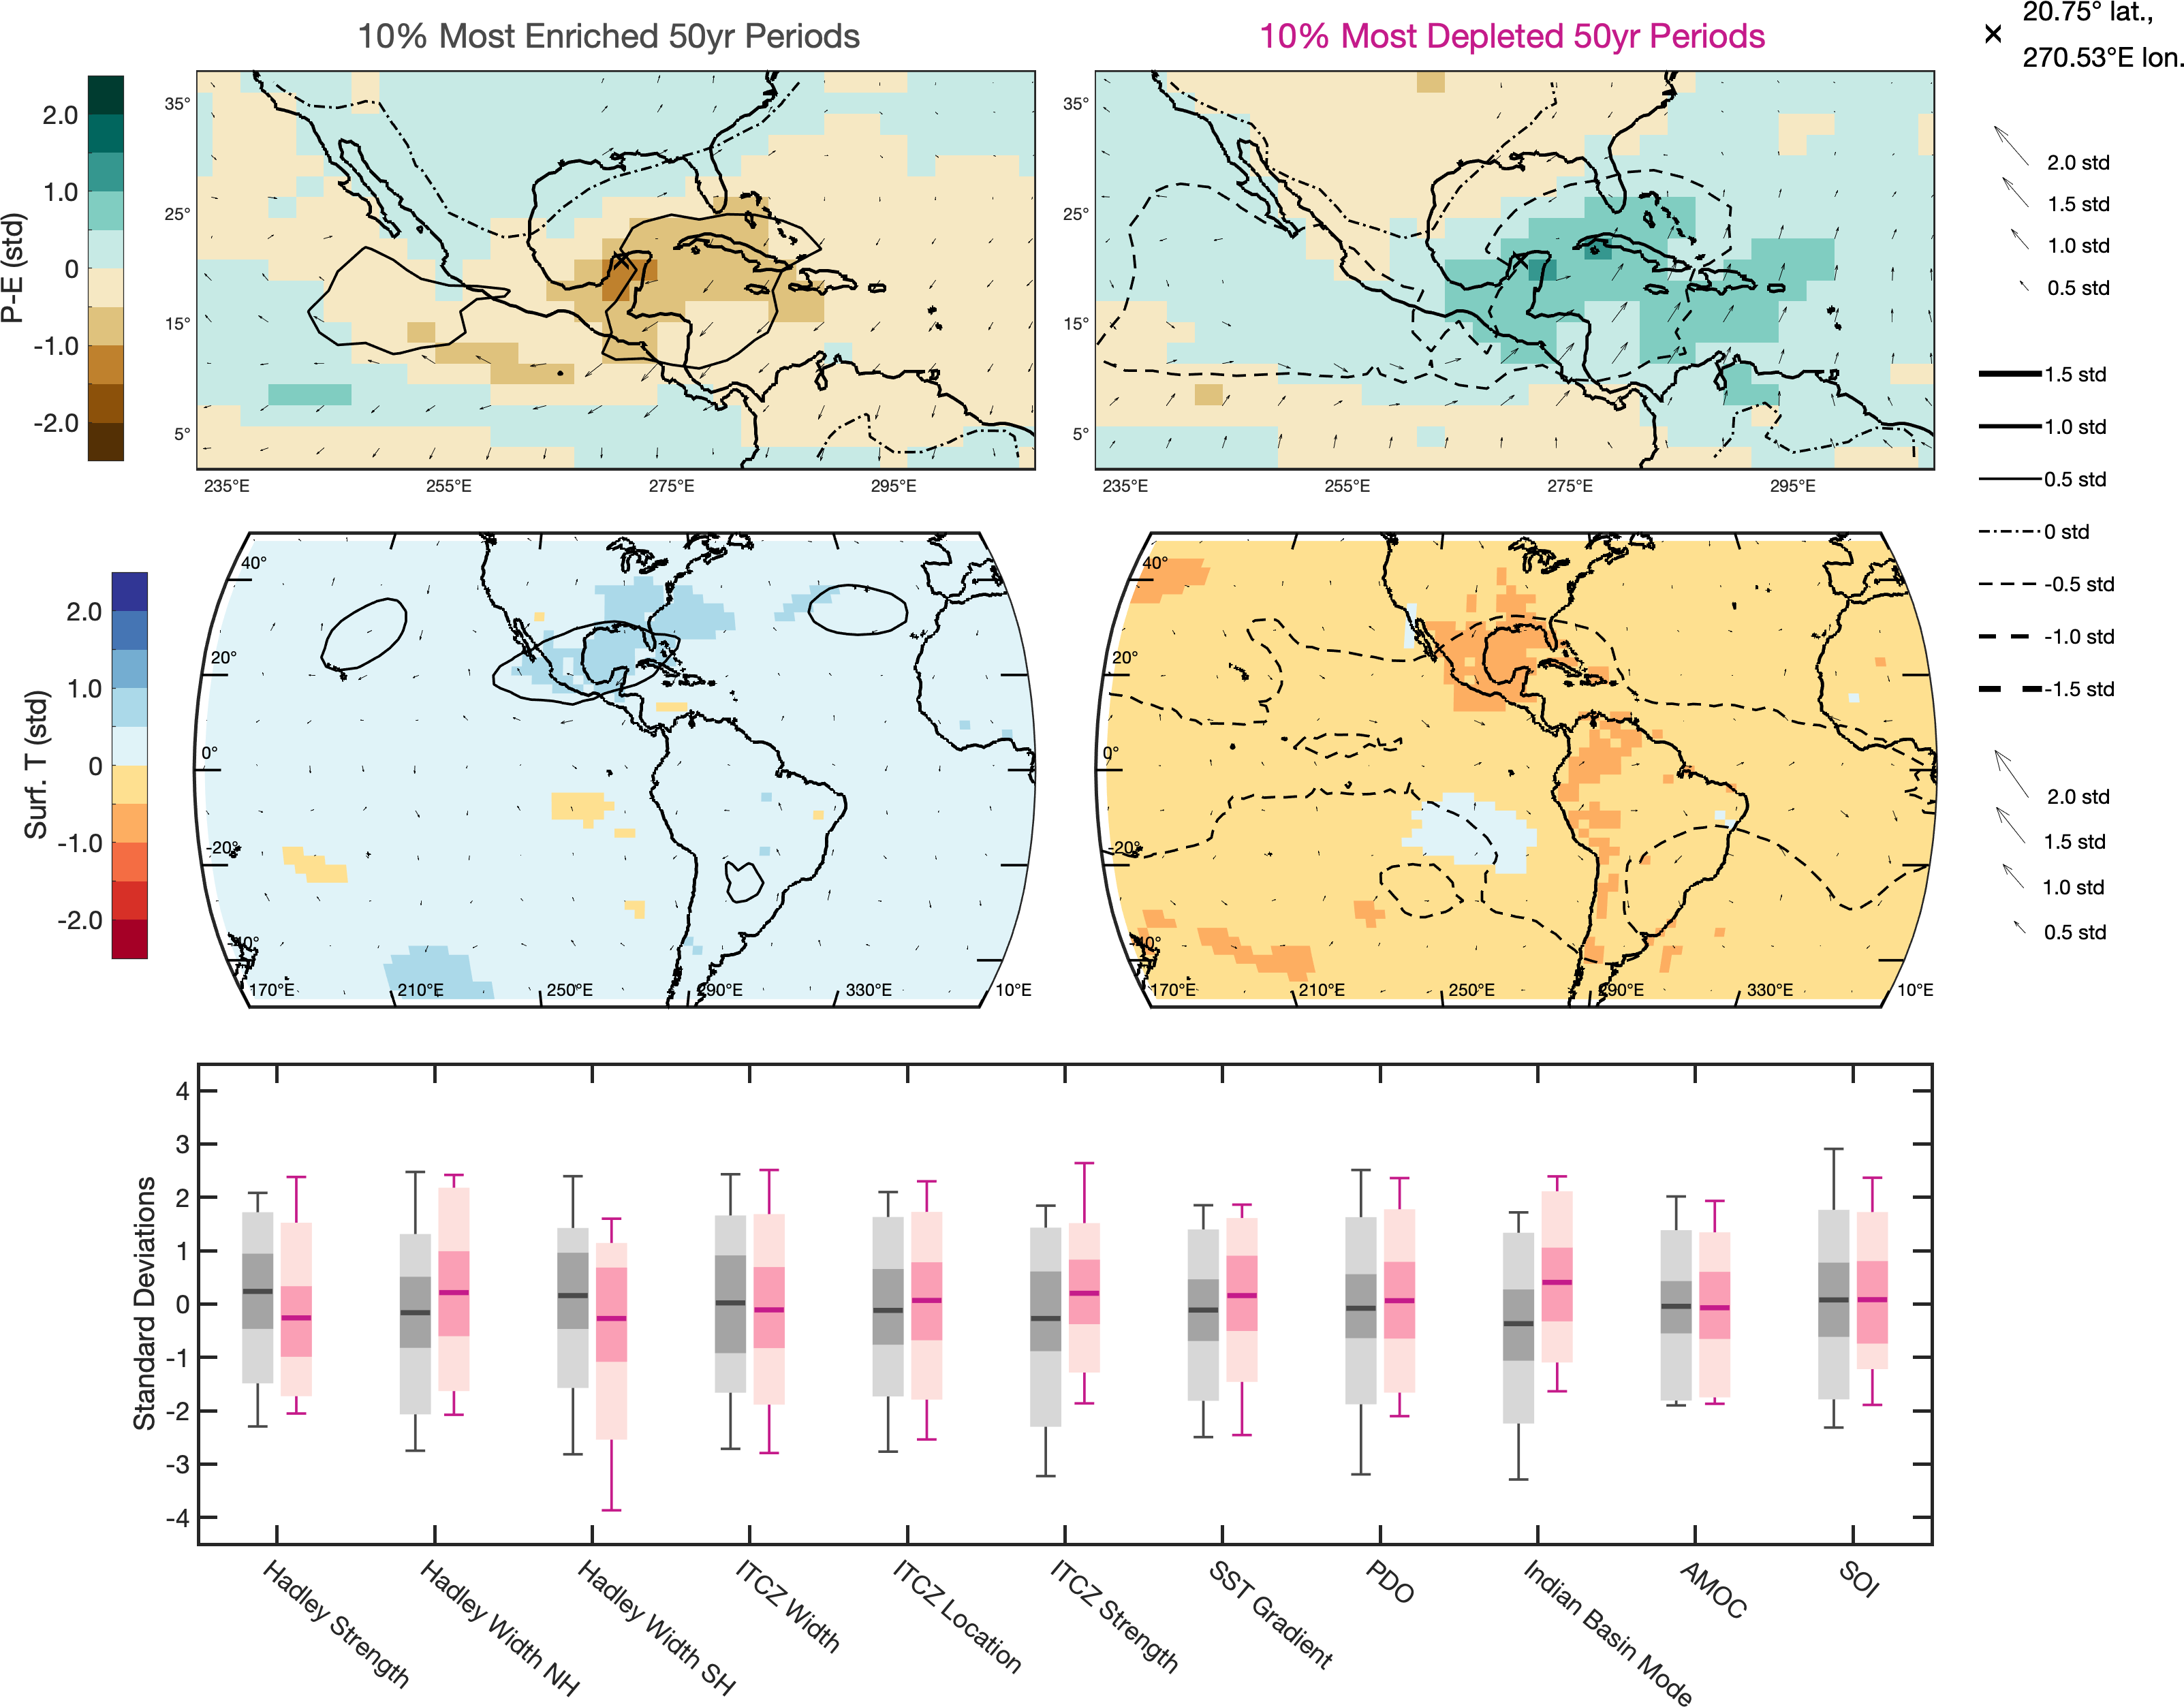 10% Most Enriched 50yr Periods
10% Most Depleted 50yr Periods
20.75° lat.,
270.53°E lon.
P-E (std)
2.0
1.0
0
-1.0
-2.0
35°
25°
15°
5°
235°E 255°E 275°E 295°E
35°
25°
15°
5°
235°E 255°E 275°E 295°E
2.0 std
1.5 std
1.0 std
0.5 std
1.5 std
1.0 std
0.5 std
0 std
-0.5 std
-1.0 std
-1.5 std
2.0 std
1.5 std
1.0 std
0.5 std
Surf. T (std)
2.0
1.0
0
-1.0
-2.0
40°
20°
0°
-20°
-40°
170°E 210°E 250°E 290°E 330°E 10°E
40°
20°
0°
-20°
-40°
170°E 210°E 250°E 290°E 330°E 10°E
Standard Deviations
4
3
2
1
0
-1
-2
-3
-4
Hadley Strength
Hadley Width NH
Hadley Width SH
ITCZ Width
ITCZ Location
ITCZ Strength
SST Gradient
PDO
Indian Basin Mode
AMOC
SOI